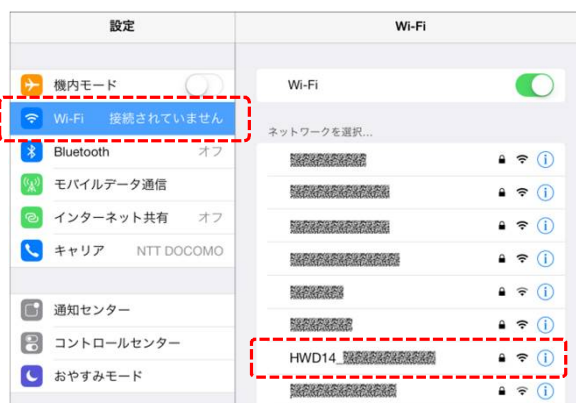 設定
機内モード
Wi-Fi 接続されていません
Bluetooth オフ
モバイルデータ通信
インターネット共有 オフ
キャリア NTT DOCOMO
通知センター
コントロールセンター
おやすみモード
Wi-Fi
Wi-Fi
ネットワークを選択...
HWD14_